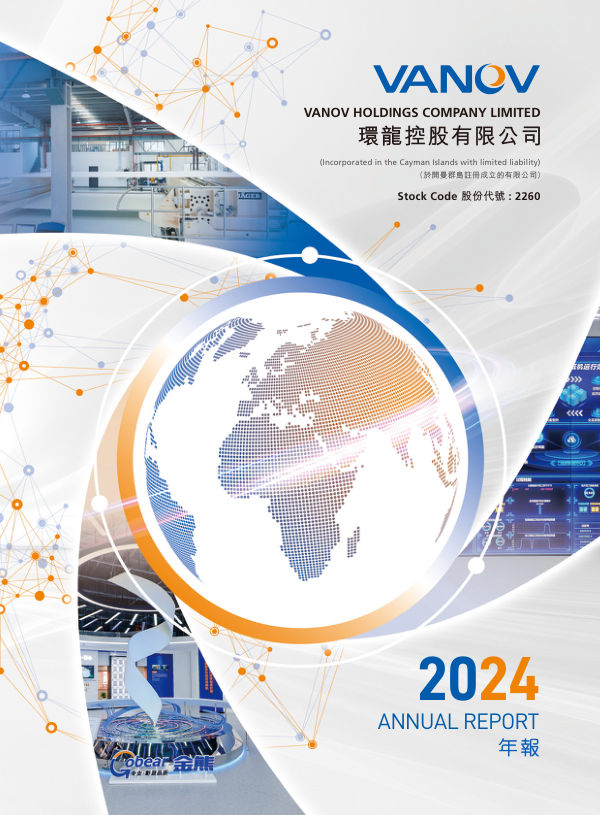 VANOV
VANOV HOLDINGS COMPANY LIMITED
環龍控股有限公司
(Incorporated in the Cayman Islands with limited liability)
（於開曼群島註冊成立的有限公司）
Stock Code 股份代號 : 2260
JÄGER
2024
ANNUAL REPORT
年報
Gobear 金熊